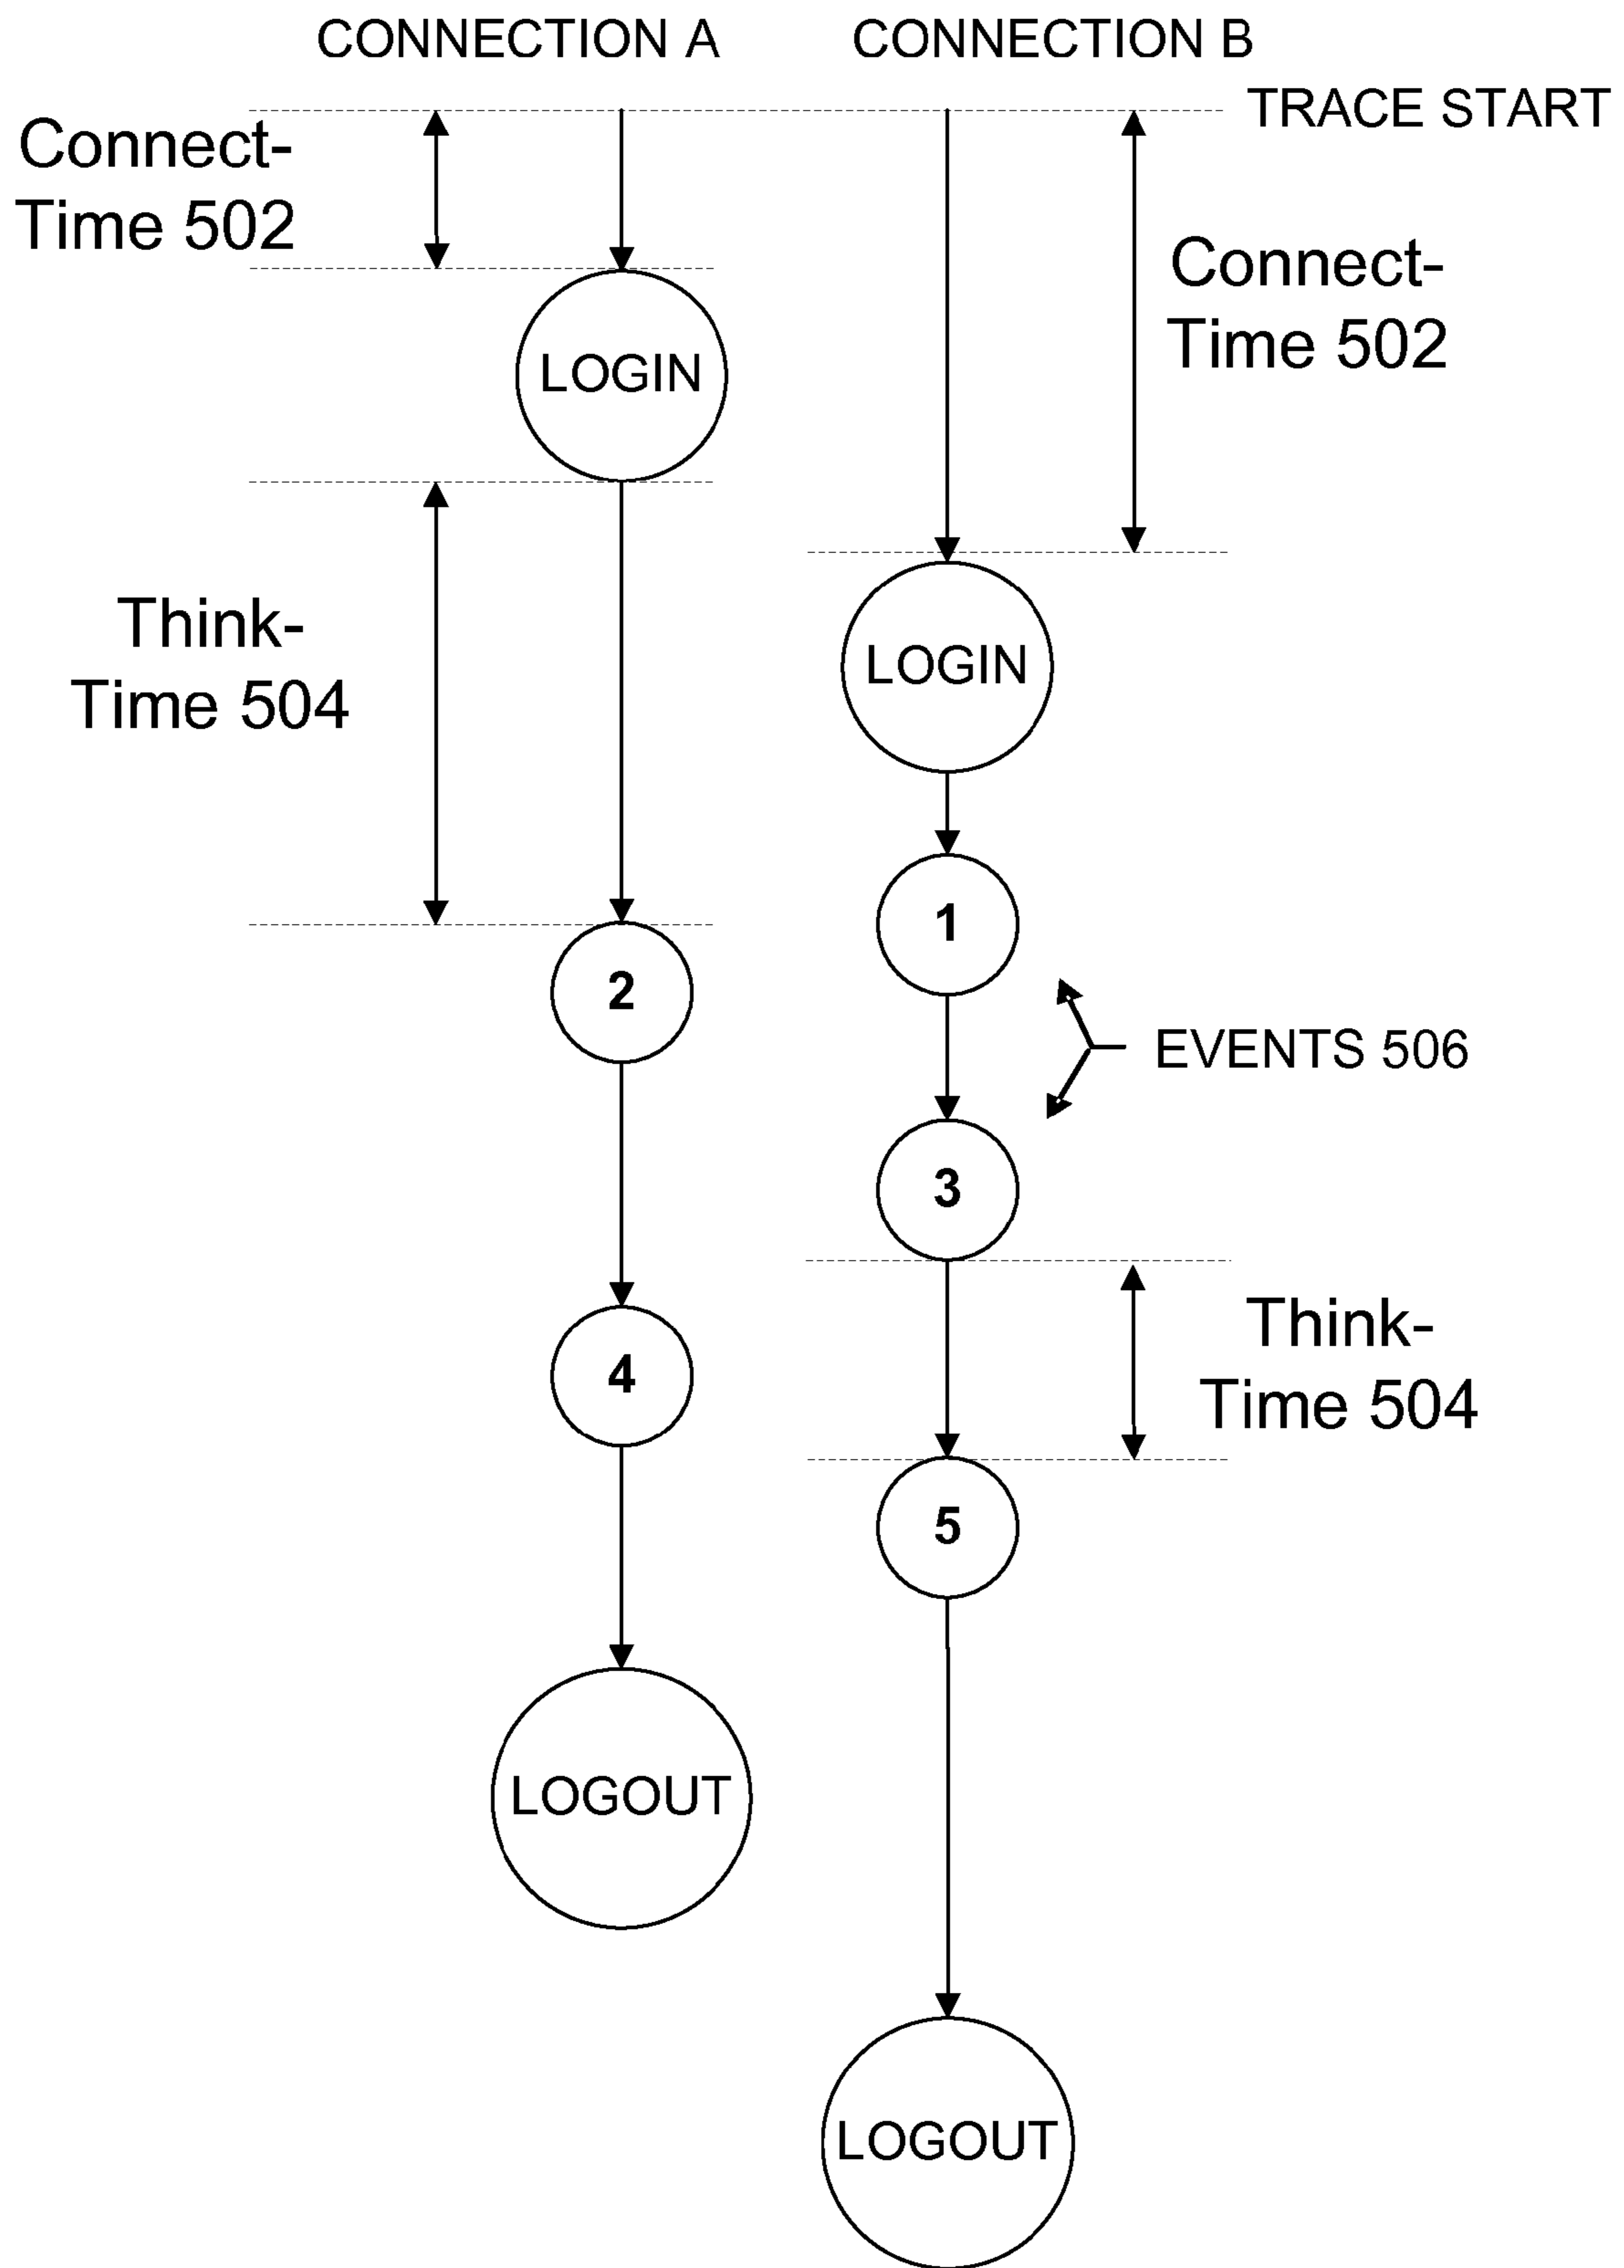 CONNECTION A
CONNECTION B
TRACE START
Connect-
Time 502
Connect-
Time 502
LOGIN
Think-
Time 504
LOGIN
1
2
EVENTS 506
3
Think-
Time 504
4
5
LOGOUT
LOGOUT